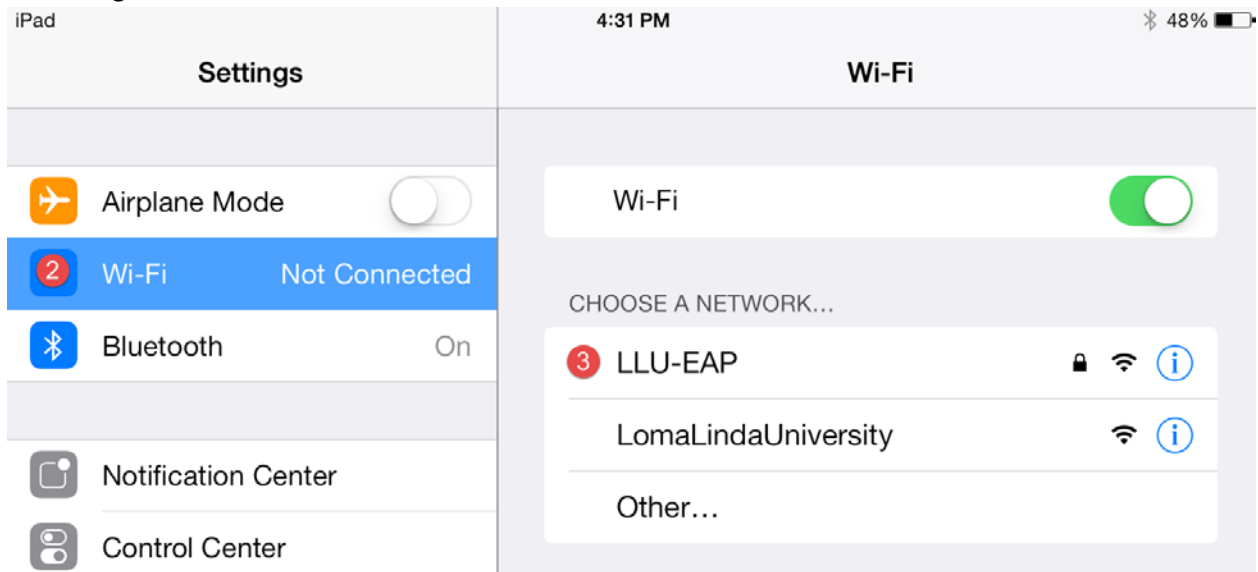 iPad
4:31 PM
48%
Settings
Wi-Fi
Airplane Mode
2 Wi-Fi Not Connected
Bluetooth On
Notification Center
Control Center
Wi-Fi
CHOOSE A NETWORK...
3 LLU-EAP
LomaLindaUniversity
Other...